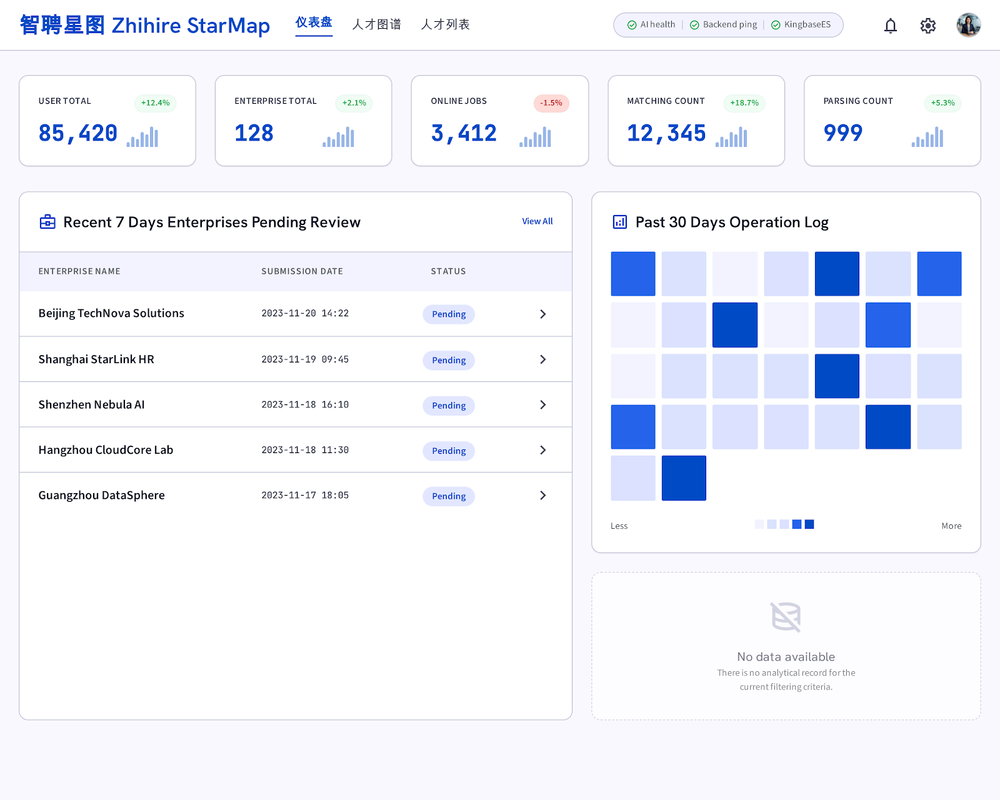 智聘星图 Zhihire StarMap
仪表盘
人才图谱
人才列表
AI health
Backend ping
KingbaseES
USER TOTAL
+12.4%
85,420
ENTERPRISE TOTAL
+2.1%
128
ONLINE JOBS
-1.5%
3,412
MATCHING COUNT
+18.7%
12,345
PARSING COUNT
+5.3%
999
Recent 7 Days Enterprises Pending Review
View All
ENTERPRISE NAME
SUBMISSION DATE
STATUS
Beijing TechNova Solutions
2023-11-20 14:22
Pending
Shanghai StarLink HR
2023-11-19 09:45
Pending
Shenzhen Nebula AI
2023-11-18 16:10
Pending
Hangzhou CloudCore Lab
2023-11-18 11:30
Pending
Guangzhou DataSphere
2023-11-17 18:05
Pending
Past 30 Days Operation Log
Less
More
No data available
There is no analytical record for the
current filtering criteria.